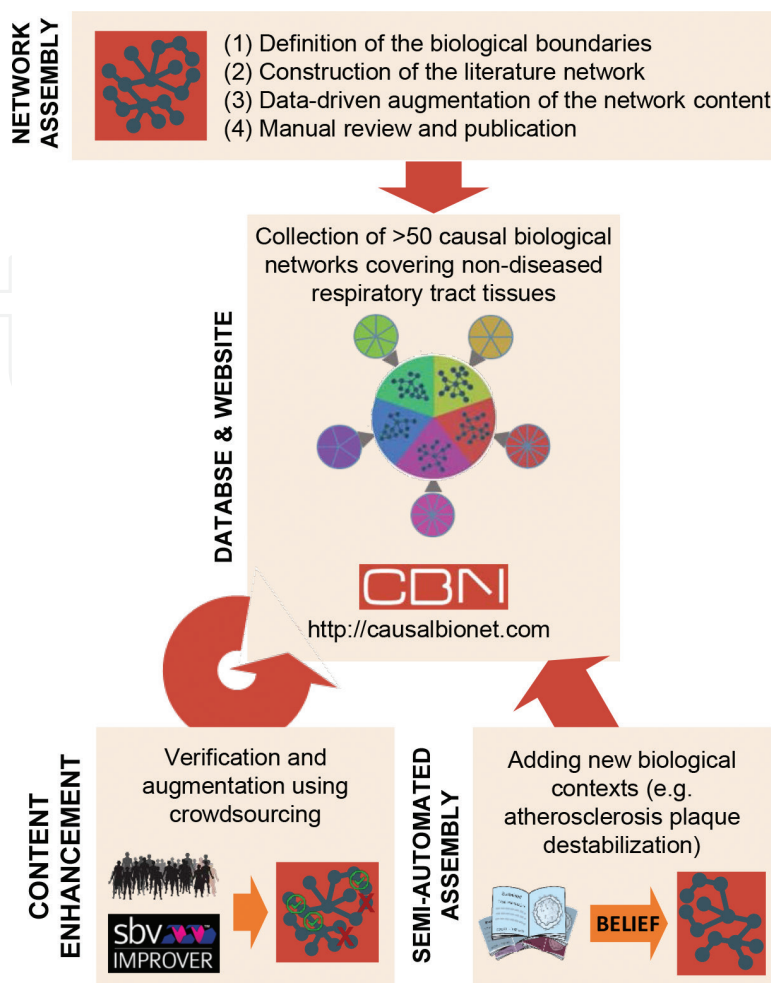 NETWORK
ASSEMBLY
(1) Definition of the biological boundaries
(2) Construction of the literature network
(3) Data-driven augmentation of the network content
(4) Manual review and publication
DATABSE & WEBSITE
Collection of >50 causal biological
networks covering non-diseased
respiratory tract tissues
CBN
http://causalbionet.com
CONTENT
ENHANCEMENT
Verification and
augmentation using
crowdsourcing
sbv
IMPROVER
SEMI-AUTOMATED
ASSEMBLY
Adding new biological
contexts (e.g.
atherosclerosis plaque
destabilization)
BELIEF